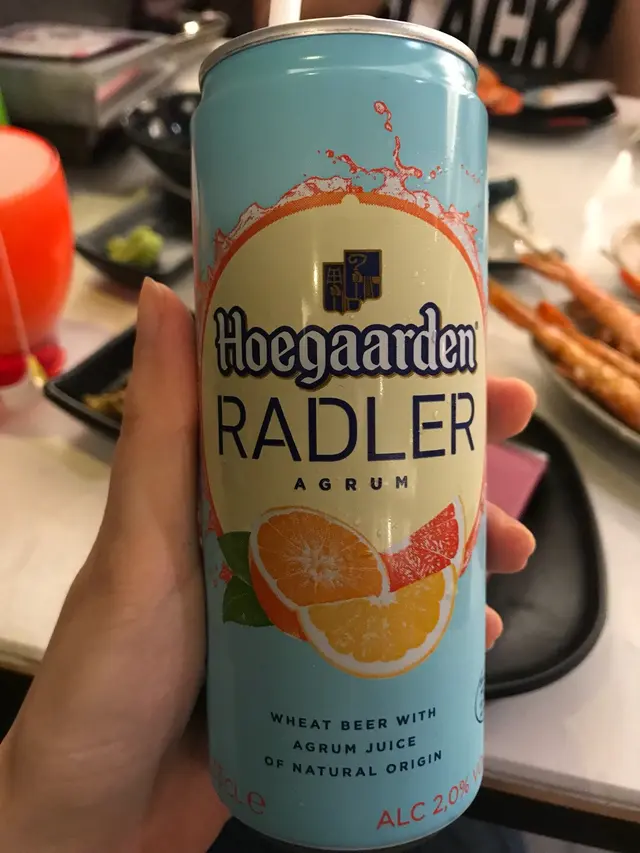 Hoegaarden
RADLER
AGRUM
WHEAT BEER WITH
AGRUM JUICE
OF NATURAL ORIGIN
ALC 2,0%